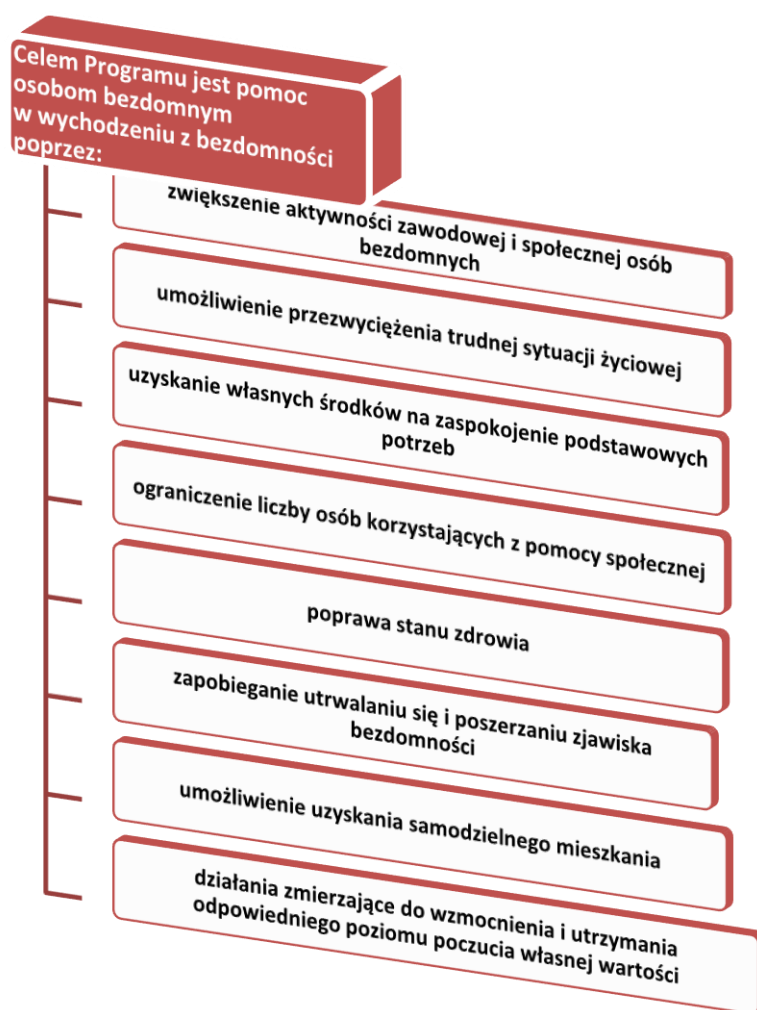 Celem Programu jest pomoc
osobom bezdomnym
w wychodzeniu z bezdomności
poprzez:
zwiększenie aktywności zawodowej i społecznej osób
bezdomnych
umożliwienie przezwyciężenia trudnej sytuacji życiowej
uzyskanie własnych środków na zaspokojenie podstawowych
potrzeb
ograniczenie liczby osób korzystających z pomocy społecznej
poprawa stanu zdrowia
zapobieganie utrwalaniu się i poszerzaniu zjawiska
bezdomności
umożliwienie uzyskania samodzielnego mieszkania
działania zmierzające do wzmocnienia i utrzymania
odpowiedniego poziomu poczucia własnej wartości